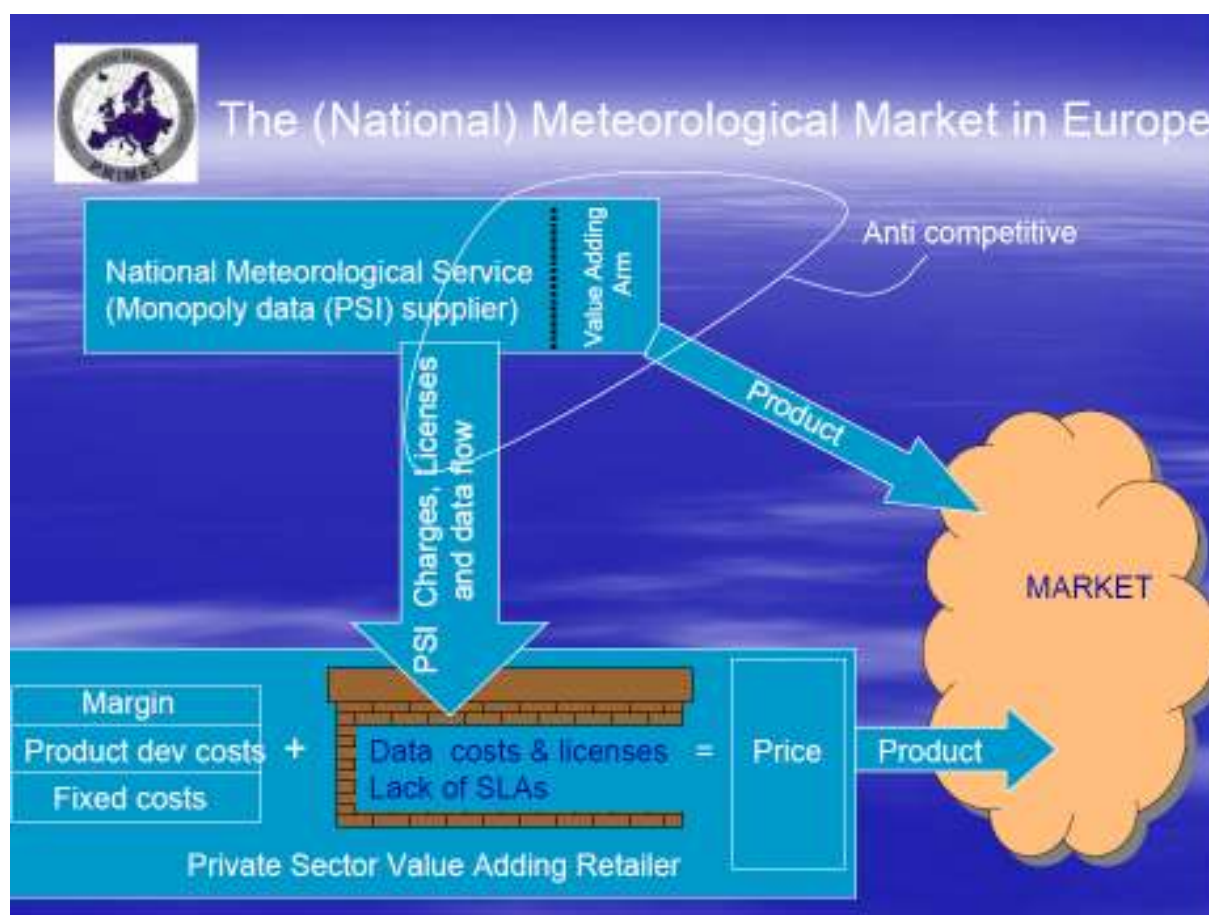 The (National) Meteorological Market in Europe
PRIMET
National Meteorological Service
(Monopoly data (PSI) supplier)
Value Adding
Arm
Anti competitive
Product
PSI Charges, Licenses
and data flow
MARKET
Margin
Product dev costs
Fixed costs
+
Data costs & licenses
Lack of SLAs
=
Price
Product
Private Sector Value Adding Retailer